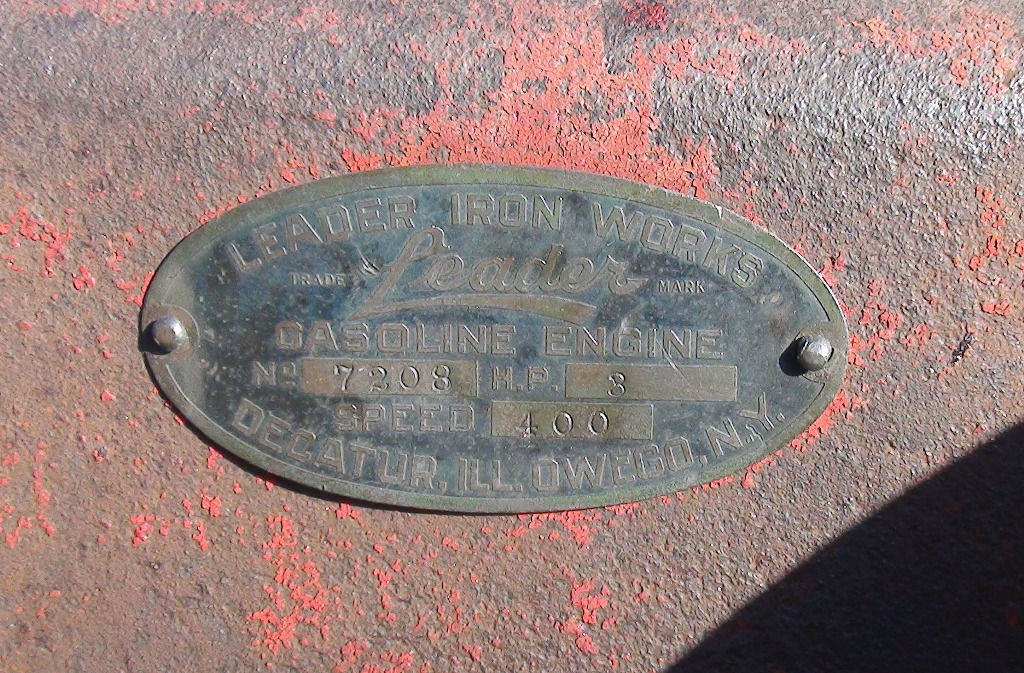 LEADER IRON WORKS
TRADE Leader MARK
GASOLINE ENGINE
No 7208 H.P. 3
SPEED 400
DECATUR, ILL. OWEGO, N.Y.